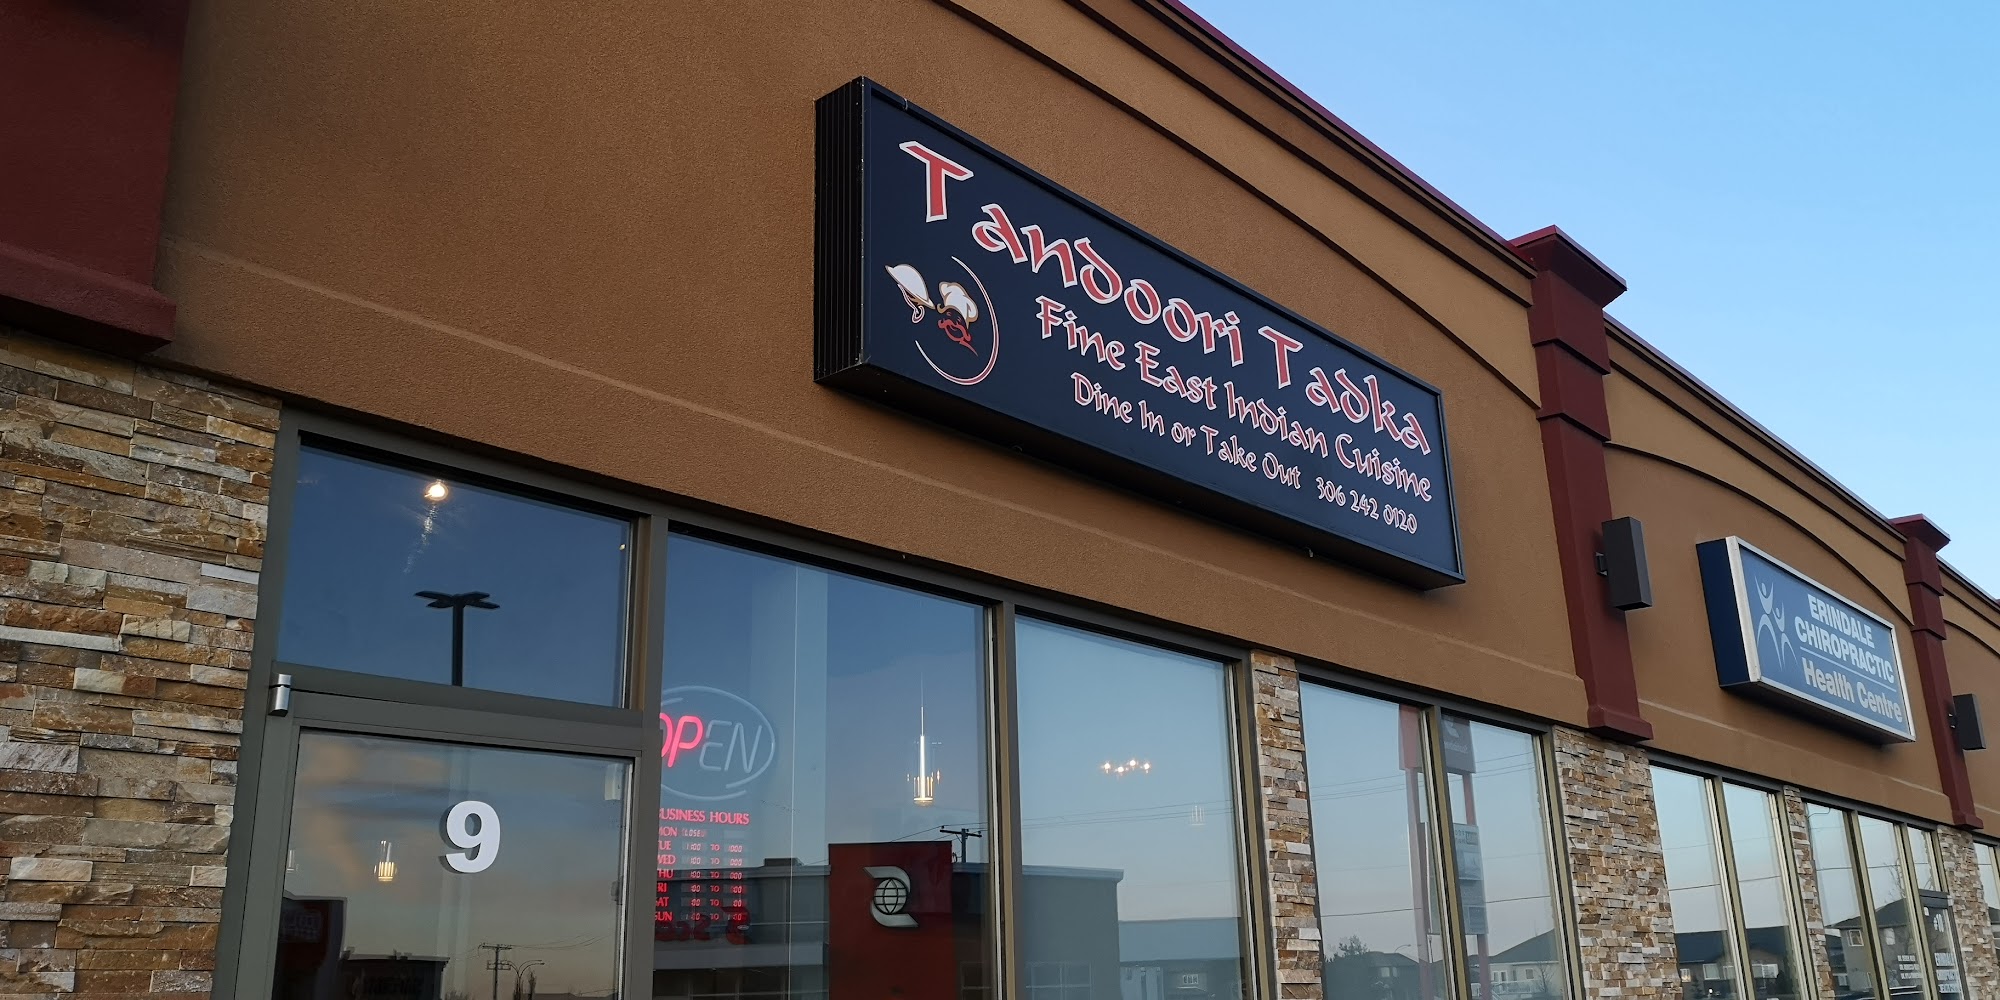 Tandoori Tadka
Fine East Indian Cuisine
Dine In or Take Out 306 242 0120
ERINDALE
CHIROPRACTIC
Health Centre
OPEN
9
BUSINESS HOURS
MON
TUE
WED
THU
FRI
SAT
SUN
#10